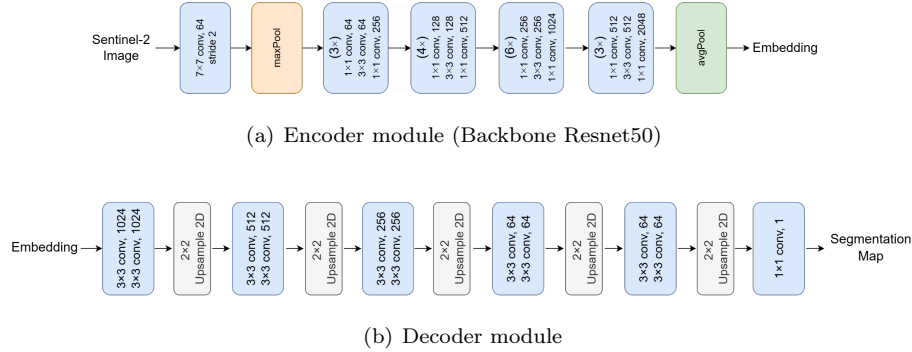 Sentinel-2
Image
7×7 conv, 64
stride 2
maxPool
(3×)
1×1 conv, 64
3×3 conv, 64
1×1 conv, 256
(4×)
1×1 conv, 128
3×3 conv, 128
1×1 conv, 512
(6×)
1×1 conv, 256
3×3 conv, 256
1×1 conv, 1024
(3×)
1×1 conv, 512
3×3 conv, 512
1×1 conv, 2048
avgPool
Embedding
(a) Encoder module (Backbone Resnet50)
Embedding
3×3 conv, 1024
3×3 conv, 1024
2×2
Upsample 2D
3×3 conv, 512
3×3 conv, 512
2×2
Upsample 2D
3×3 conv, 256
3×3 conv, 256
2×2
Upsample 2D
3×3 conv, 64
3×3 conv, 64
2×2
Upsample 2D
3×3 conv, 64
3×3 conv, 64
2×2
Upsample 2D
1×1 conv, 1
Segmentation
Map
(b) Decoder module